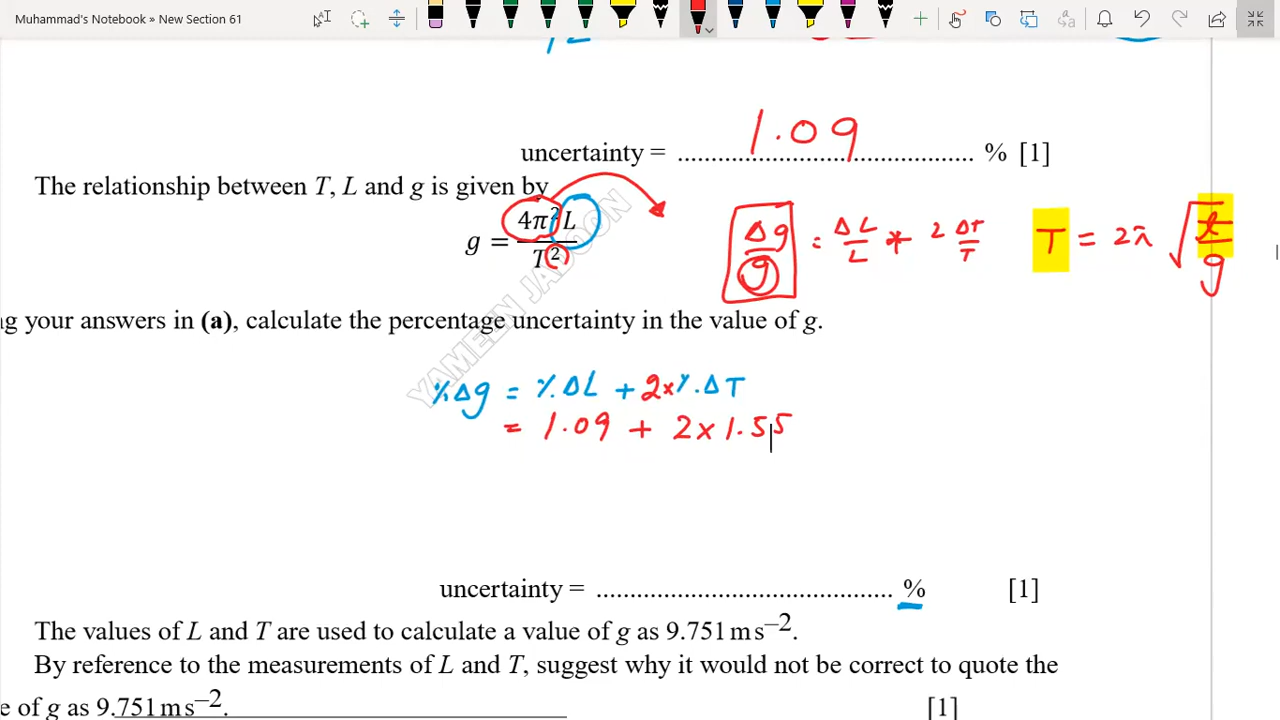 Muhammad's Notebook » New Section 61
1.09
uncertainty = ............................................ % [1]
The relationship between T, L and g is given by
g = 4π²L / T²
Δg/g = ΔL/L * 2 ΔT/T
T = 2π √(t/g)
ng your answers in (a), calculate the percentage uncertainty in the value of g.
YAMEEN JADOON
%Δg = %ΔL + 2×%ΔT
= 1.09 + 2×1.55
uncertainty = ............................................ % [1]
The values of L and T are used to calculate a value of g as 9.751 m s⁻².
By reference to the measurements of L and T, suggest why it would not be correct to quote the
e of g as 9.751 m s⁻². [1]